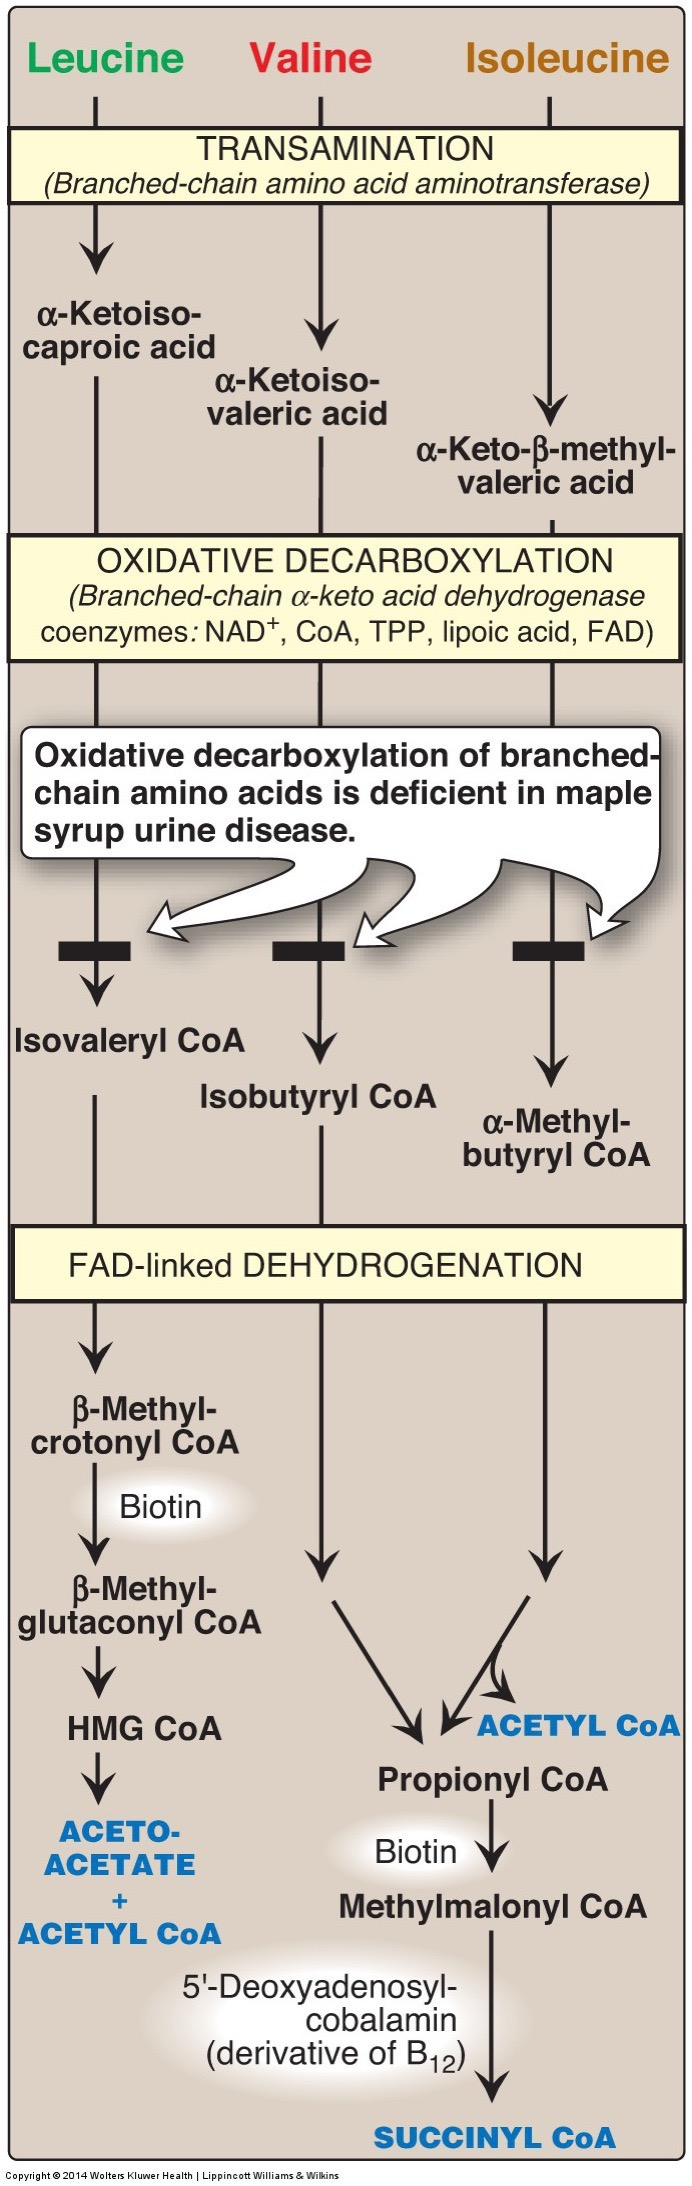 Leucine Valine Isoleucine
TRANSAMINATION
(Branched-chain amino acid aminotransferase)
α-Ketoiso-
caproic acid
α-Ketoiso-
valeric acid
α-Keto-β-methyl-
valeric acid
OXIDATIVE DECARBOXYLATION
(Branched-chain α-keto acid dehydrogenase
coenzymes: NAD⁺, CoA, TPP, lipoic acid, FAD)
Oxidative decarboxylation of branched-
chain amino acids is deficient in maple
syrup urine disease.
Isovaleryl CoA
Isobutyryl CoA
α-Methyl-
butyryl CoA
FAD-linked DEHYDROGENATION
β-Methyl-
crotonyl CoA
Biotin
β-Methyl-
glutaconyl CoA
HMG CoA
ACETO-
ACETATE
+
ACETYL CoA
ACETYL CoA
Propionyl CoA
Biotin
Methylmalonyl CoA
5'-Deoxyadenosyl-
cobalamin
(derivative of B₁₂)
SUCCINYL CoA
Copyright © 2014 Wolters Kluwer Health | Lippincott Williams & Wilkins